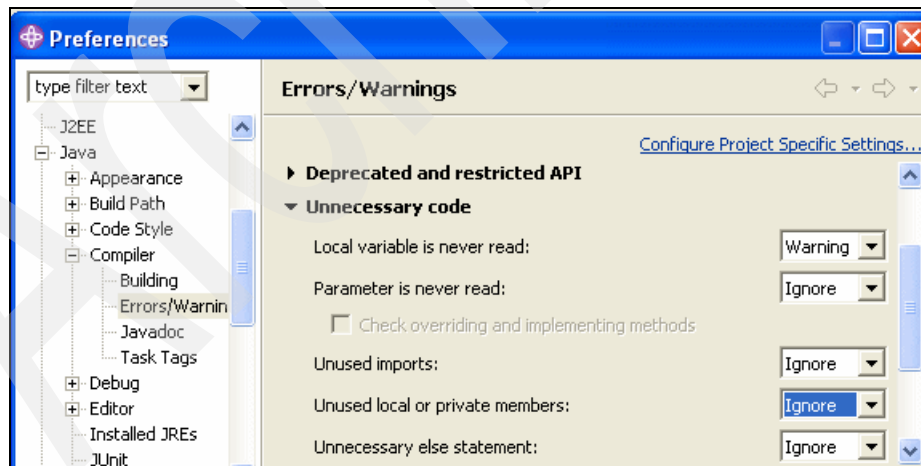 Preferences
type filter text
Errors/Warnings
J2EE
Java
Appearance
Build Path
Code Style
Compiler
Building
Errors/Warnin
Javadoc
Task Tags
Debug
Editor
Installed JREs
JUnit
Configure Project Specific Settings...
Deprecated and restricted API
Unnecessary code
Local variable is never read: Warning
Parameter is never read: Ignore
Check overriding and implementing methods
Unused imports: Ignore
Unused local or private members: Ignore
Unnecessary else statement: Ignore